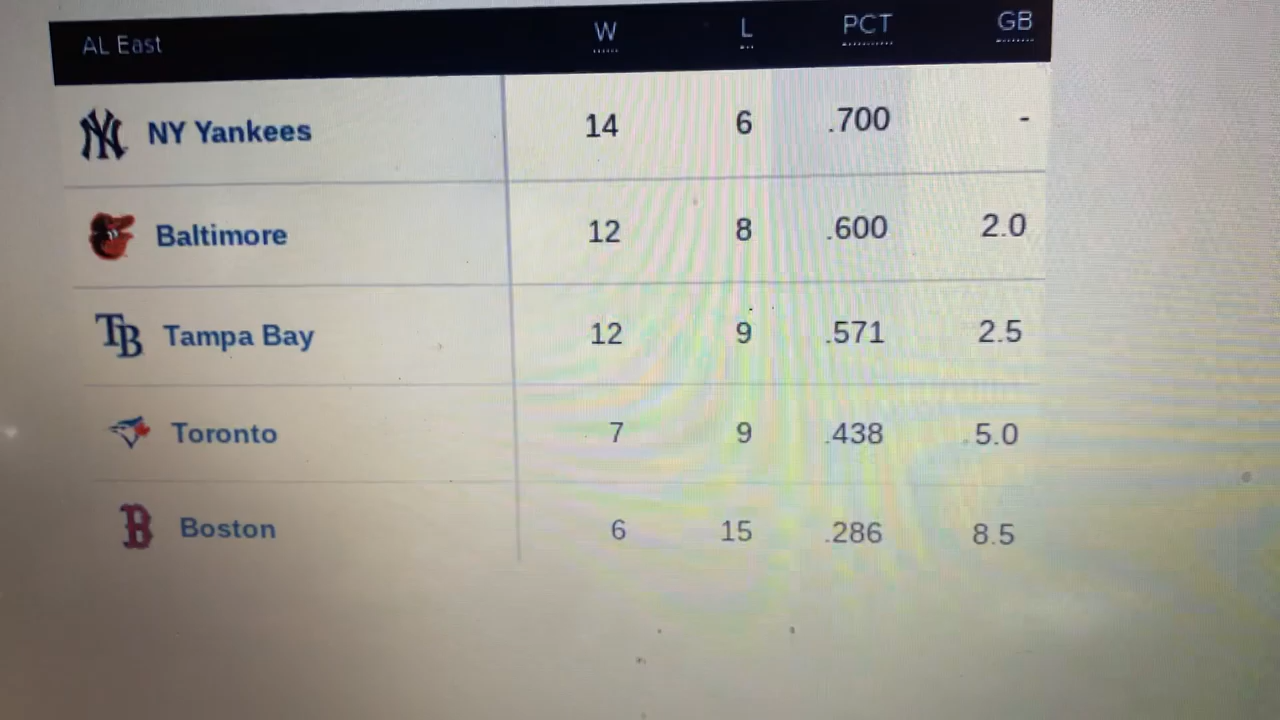 AL East W L PCT GB
NY Yankees 14 6 .700 -
Baltimore 12 8 .600 2.0
TB Tampa Bay 12 9 .571 2.5
Toronto 7 9 .438 5.0
B Boston 6 15 .286 8.5